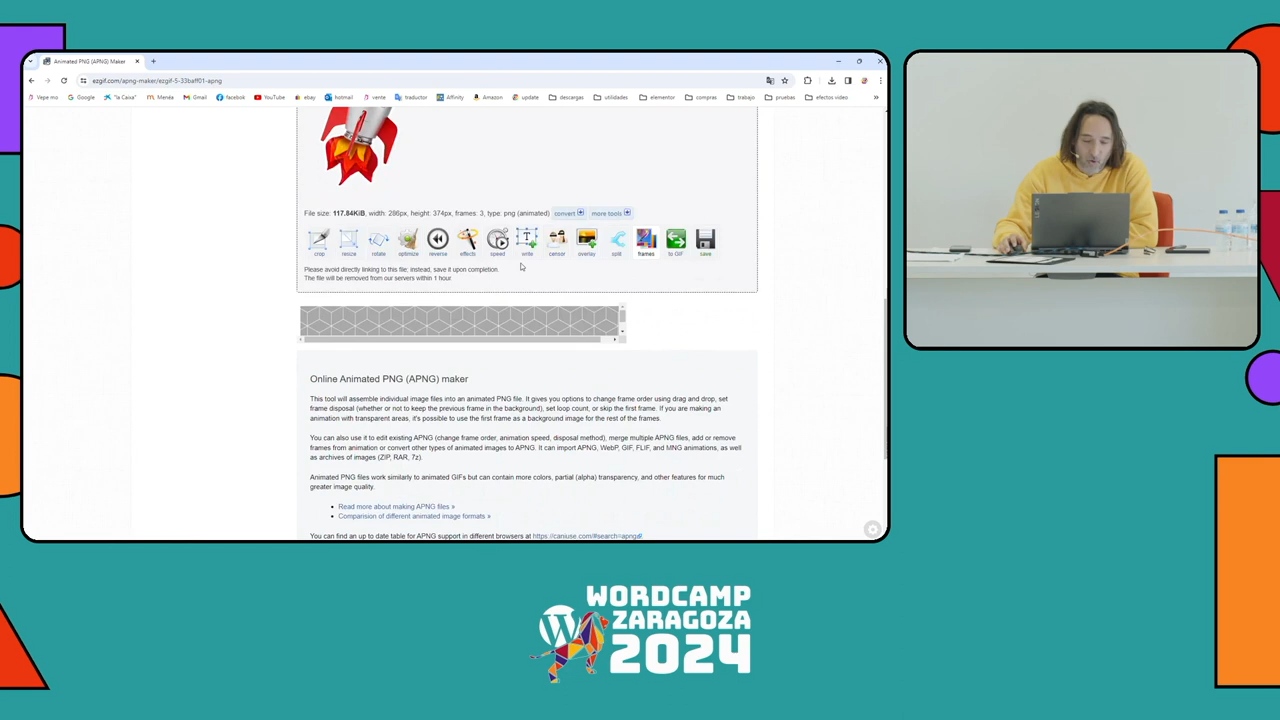 Animated PNG (APNG) Maker
ezgif.com/apng-maker/ezgif-5-33baff01-apng
Google "la Caixa" Menéa Gmail facebok YouTube ebay hotmail vente traductor Affinity Amazon update descargas utilidades elementor compras trabajo pruebas efectos video »
File size: 117.84KiB, width: 286px, height: 374px, frames: 3, type: png (animated) convert more tools
crop resize rotate optimize reverse effects speed write censor overlay split frames to GIF save
Please avoid directly linking to this file; instead, save it upon completion.
The file will be removed from our servers within 1 hour.
Online Animated PNG (APNG) maker
This tool will assemble individual image files into an animated PNG file. It gives you options to change frame order using drag and drop, set
frame disposal (whether or not to keep the previous frame in the background), set loop count, or skip the first frame. If you are making an
animation with transparent areas, it's possible to use the first frame as a background image for the rest of the frames.
You can also use it to edit existing APNG (change frame order, animation speed, disposal method), merge multiple APNG files, add or remove
frames from animation or convert other types of animated images to APNG. It can import APNG, WebP, GIF, FLIF, and MNG animations, as well
as archives of images (ZIP, RAR, 7z).
Animated PNG files work similarly to animated GIFs but can contain more colors, partial (alpha) transparency, and other features for much
greater image quality.
Read more about making APNG files »
Comparision of different animated image formats »
You can find an up to date table for APNG support in different browsers at https://caniuse.com/#search=apng
WORDCAMP
ZARAGOZA
2024